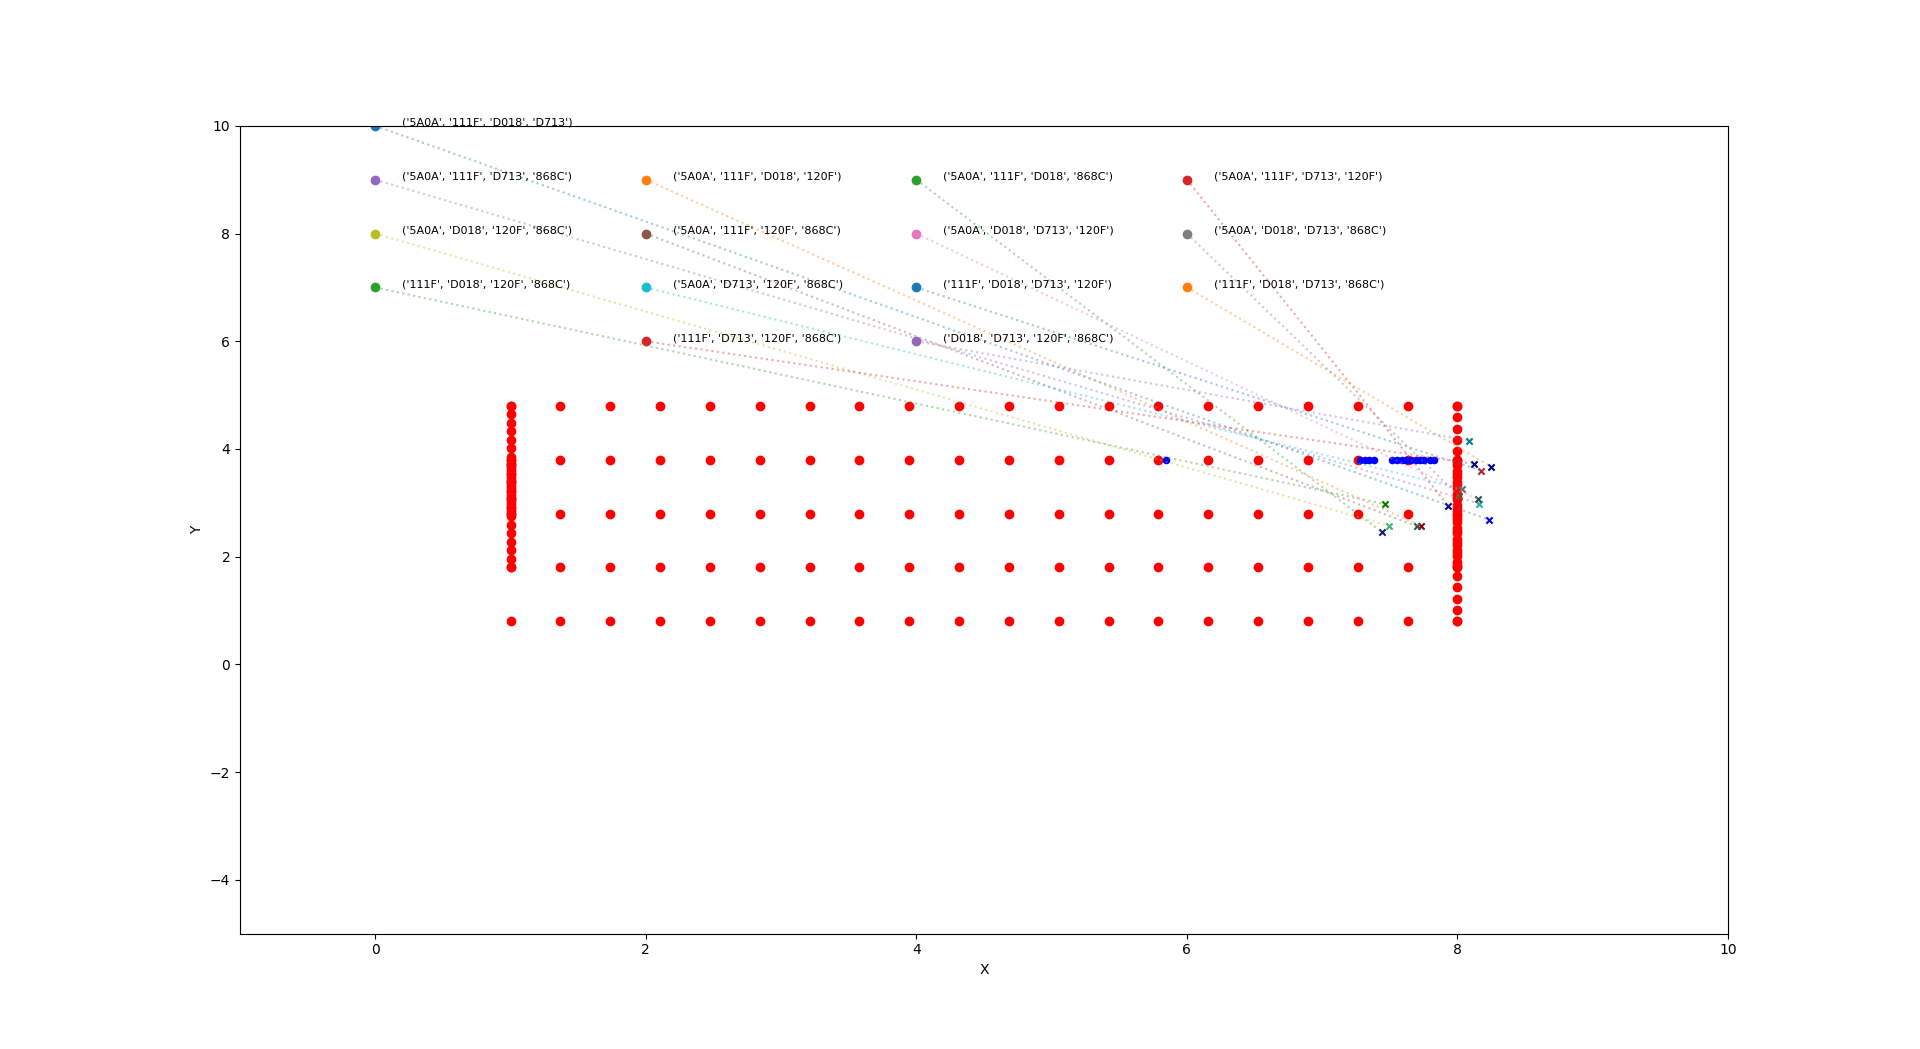 10
('5A0A', '111F', 'D018', 'D713')
('5A0A', '111F', 'D713', '868C')
('5A0A', '111F', 'D018', '120F')
('5A0A', '111F', 'D018', '868C')
('5A0A', '111F', 'D713', '120F')
8
('5A0A', 'D018', '120F', '868C')
('5A0A', '111F', '120F', '868C')
('5A0A', 'D018', 'D713', '120F')
('5A0A', 'D018', 'D713', '868C')
('111F', 'D018', '120F', '868C')
('5A0A', 'D713', '120F', '868C')
('111F', 'D018', 'D713', '120F')
('111F', 'D018', 'D713', '868C')
6
('111F', 'D713', '120F', '868C')
('D018', 'D713', '120F', '868C')
4
Y
2
0
−2
−4
0
2
4
6
8
10
X